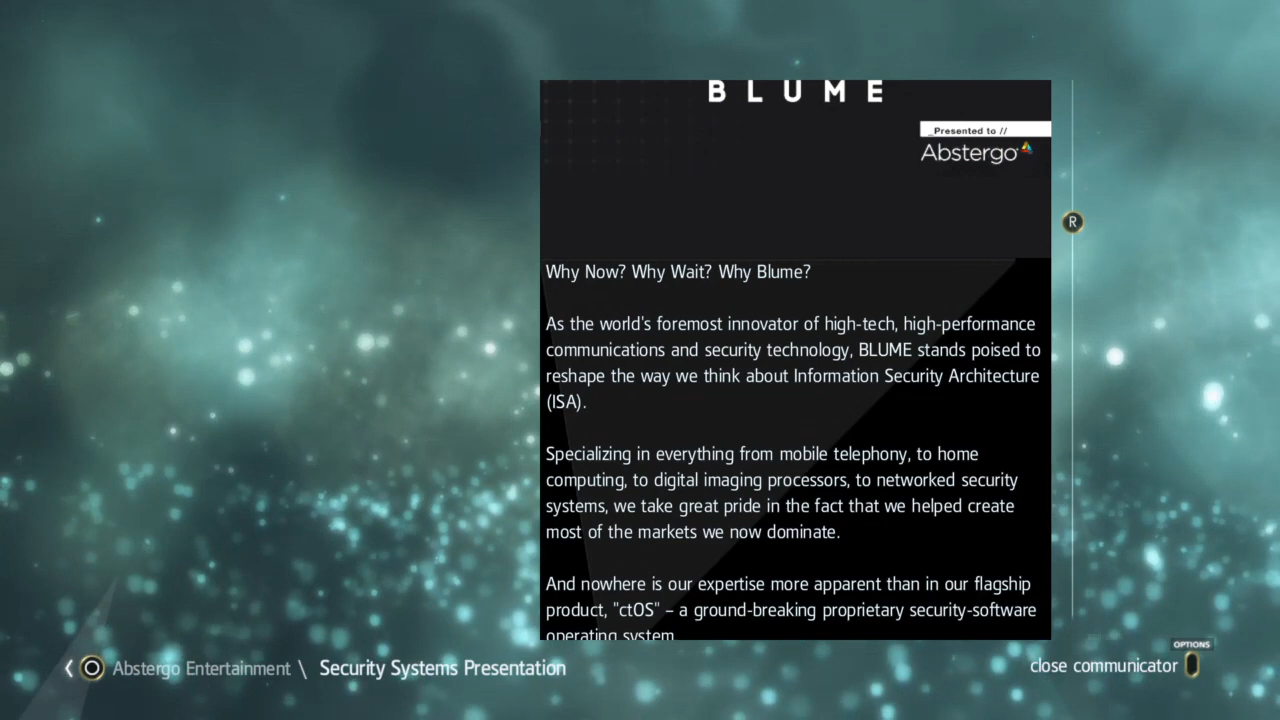 BLUME
_Presented to //
Abstergo
R
Why Now? Why Wait? Why Blume?
As the world's foremost innovator of high-tech, high-performance
communications and security technology, BLUME stands poised to
reshape the way we think about Information Security Architecture
(ISA).
Specializing in everything from mobile telephony, to home
computing, to digital imaging processors, to networked security
systems, we take great pride in the fact that we helped create
most of the markets we now dominate.
And nowhere is our expertise more apparent than in our flagship
product, "ctOS" – a ground-breaking proprietary security-software
operating system
OPTIONS
Abstergo Entertainment \ Security Systems Presentation
close communicator